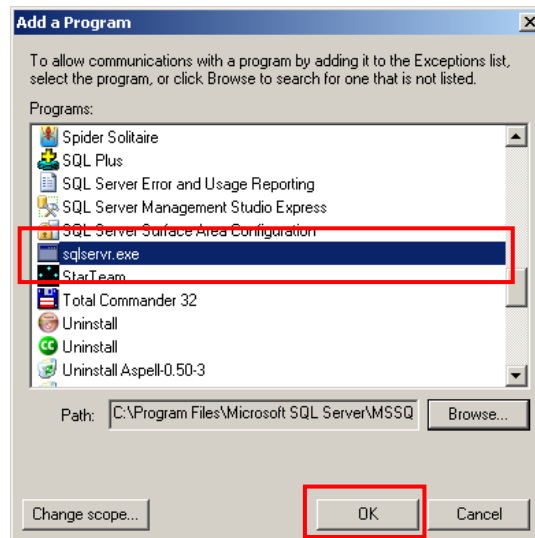 Add a Program
To allow communications with a program by adding it to the Exceptions list,
select the program, or click Browse to search for one that is not listed.
Programs:
Spider Solitaire
SQL Plus
SQL Server Error and Usage Reporting
SQL Server Management Studio Express
SQL Server Surface Area Configuration
sqlservr.exe
StarTeam
Total Commander 32
Uninstall
Uninstall
Uninstall Aspell-0.50-3
Path: C:\Program Files\Microsoft SQL Server\MSSQ Browse...
Change scope... OK Cancel